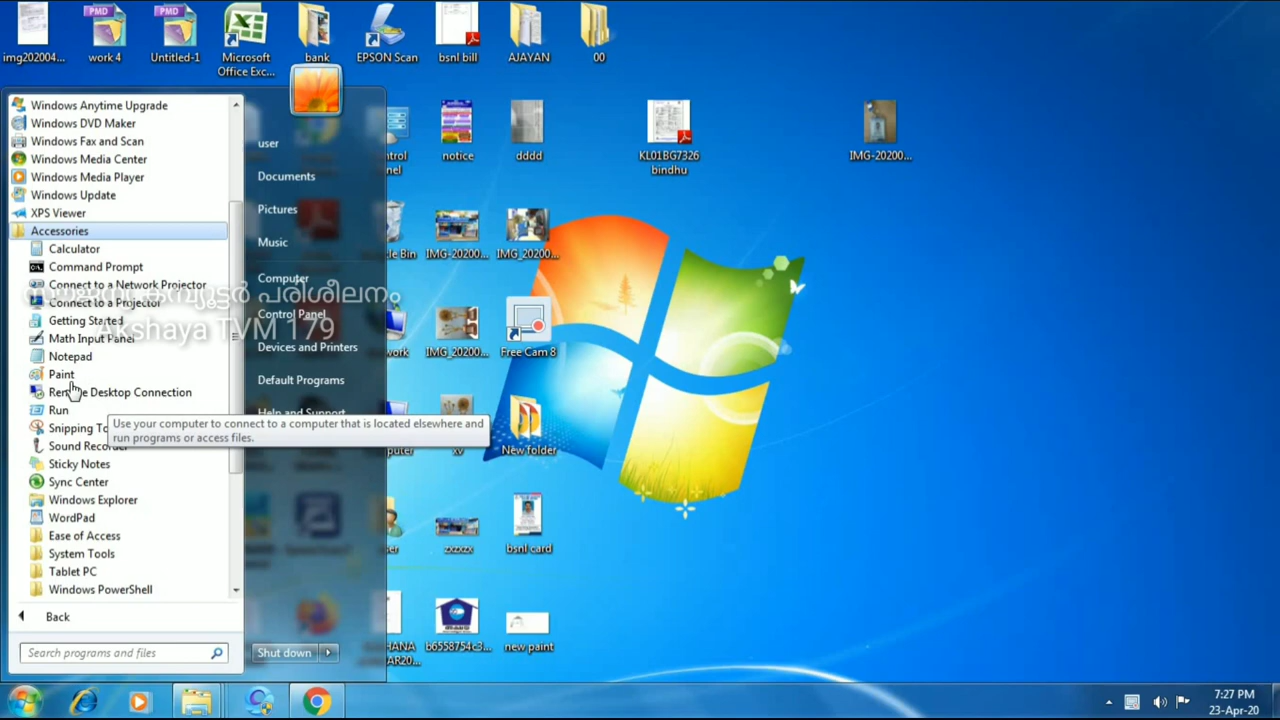 img202004...
work 4
Untitled-1
Microsoft
Office Exc...
bank
EPSON Scan
bsnl bill
AJAYAN
00
notice
dddd
KL01BG7326
bindhu
IMG-20200...
IMG-20200...
IMG_20200...
IMG_20200...
Free Cam 8
xv
New folder
zxzxzx
bsnl card
b6558754c3...
new paint
Windows Anytime Upgrade
Windows DVD Maker
Windows Fax and Scan
Windows Media Center
Windows Media Player
Windows Update
XPS Viewer
Accessories
Calculator
Command Prompt
Connect to a Network Projector
Connect to a Projector
Getting Started
Math Input Panel
Notepad
Paint
Remote Desktop Connection
Run
Snipping To
Sound Recorder
Sticky Notes
Sync Center
Windows Explorer
WordPad
Ease of Access
System Tools
Tablet PC
Windows PowerShell
Back
Search programs and files
user
Documents
Pictures
Music
Computer
Control Panel
Devices and Printers
Default Programs
Help and Support
Shut down
Use your computer to connect to a computer that is located elsewhere and
run programs or access files.
പരിശീലനം
Akshaya TVM 179
7:27 PM
23-Apr-20